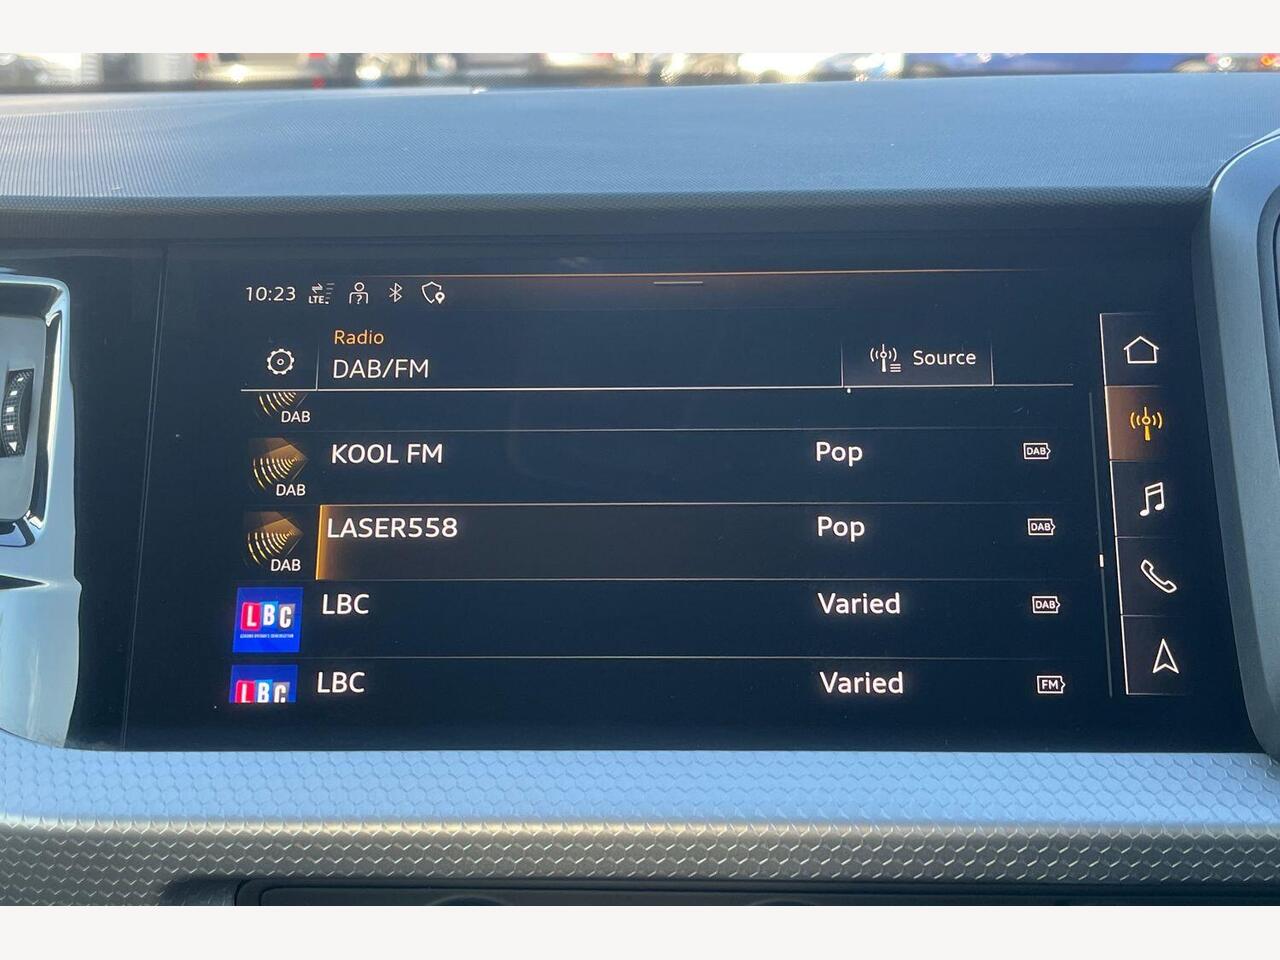 10:23 LTE
Radio
DAB/FM
Source
DAB
KOOL FM Pop DAB
DAB
LASER558 Pop DAB
DAB
LBC
LBC Varied DAB
LBC
LBC Varied FM